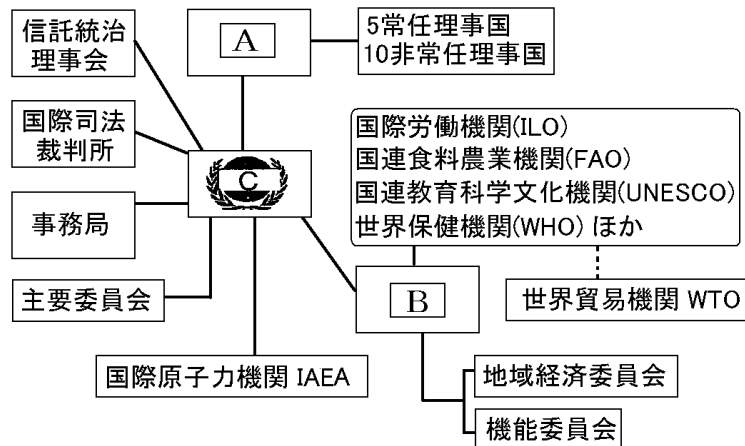 信託統治
理事会
A
5常任理事国
10非常任理事国
国際司法
裁判所
C
国際労働機関(ILO)
国連食料農業機関(FAO)
国連教育科学文化機関(UNESCO)
世界保健機関(WHO) ほか
事務局
主要委員会
B
世界貿易機関 WTO
国際原子力機関 IAEA
地域経済委員会
機能委員会